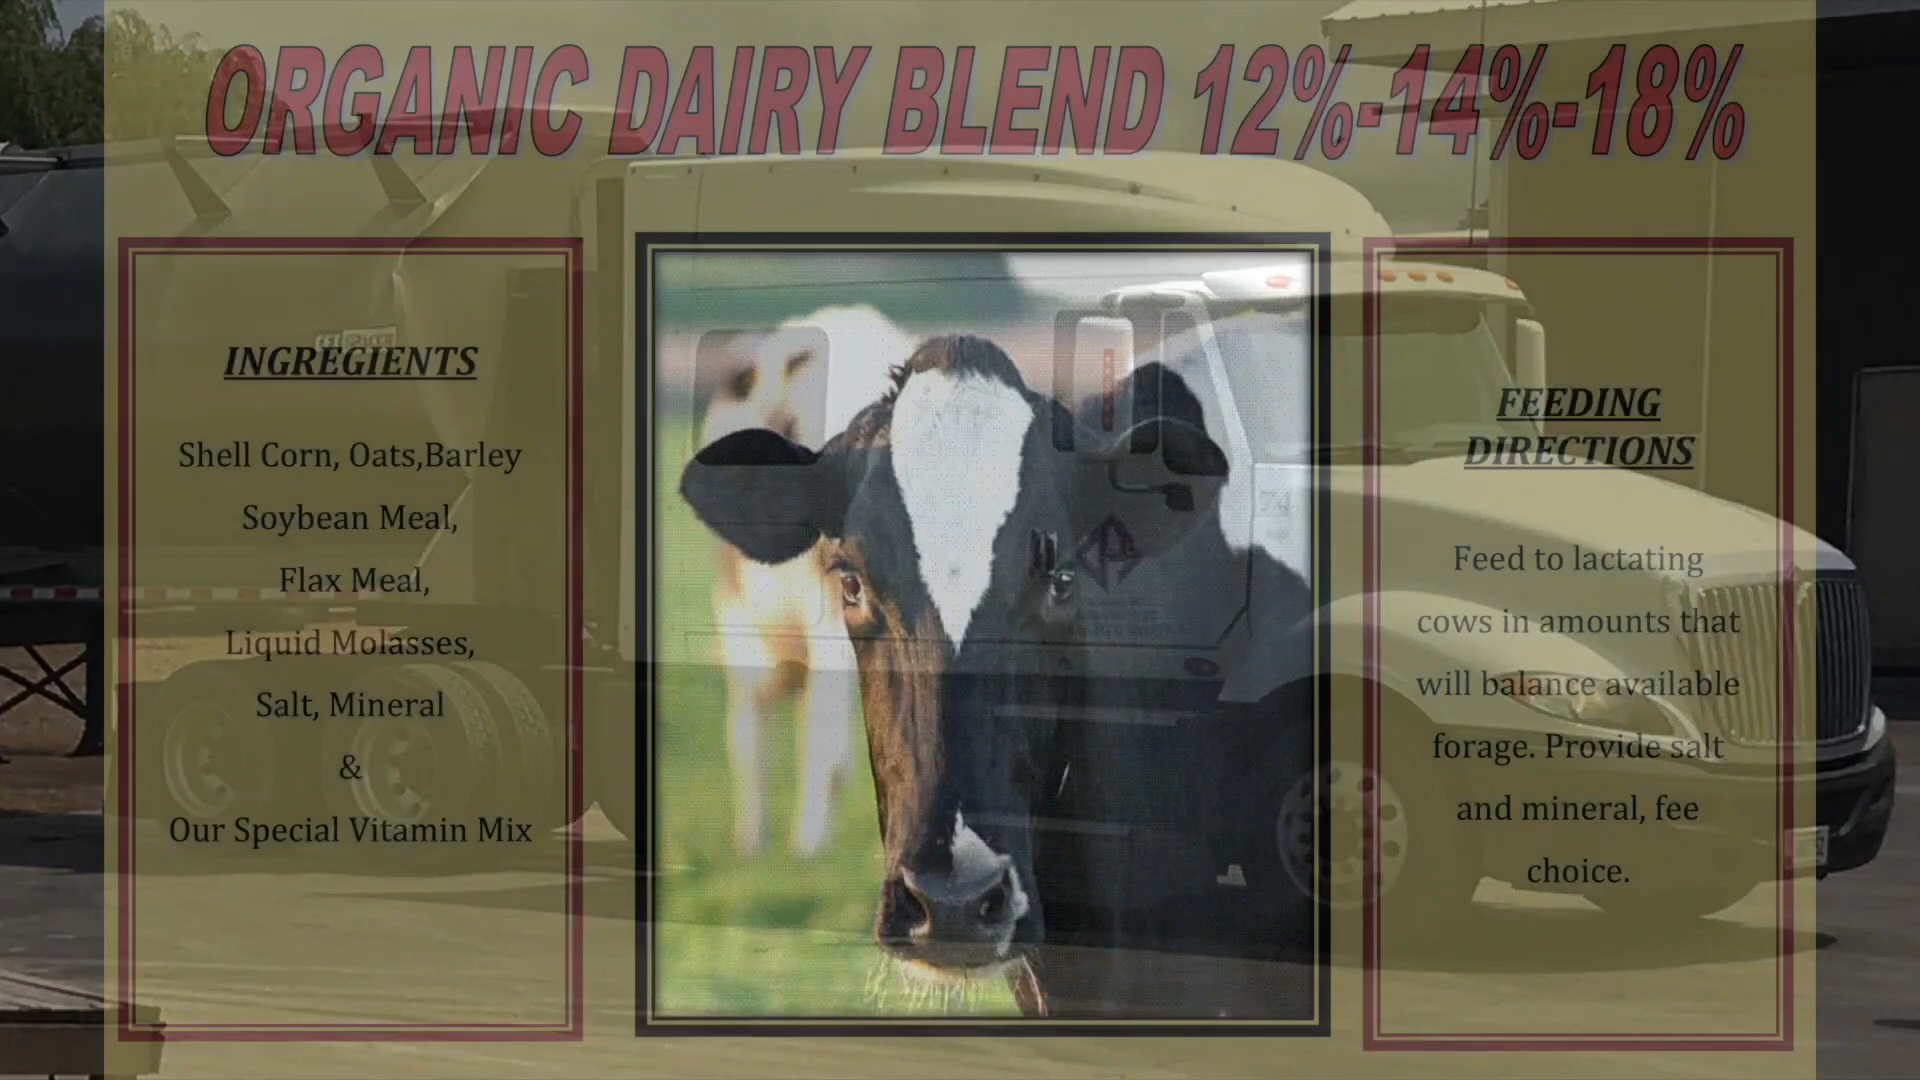 ORGANIC DAIRY BLEND 12%-14%-18%
INGREGIENTS
Shell Corn, Oats,Barley
Soybean Meal,
Flax Meal,
Liquid Molasses,
Salt, Mineral
&
Our Special Vitamin Mix
FEEDING
DIRECTIONS
Feed to lactating
cows in amounts that
will balance available
forage. Provide salt
and mineral, fee
choice.